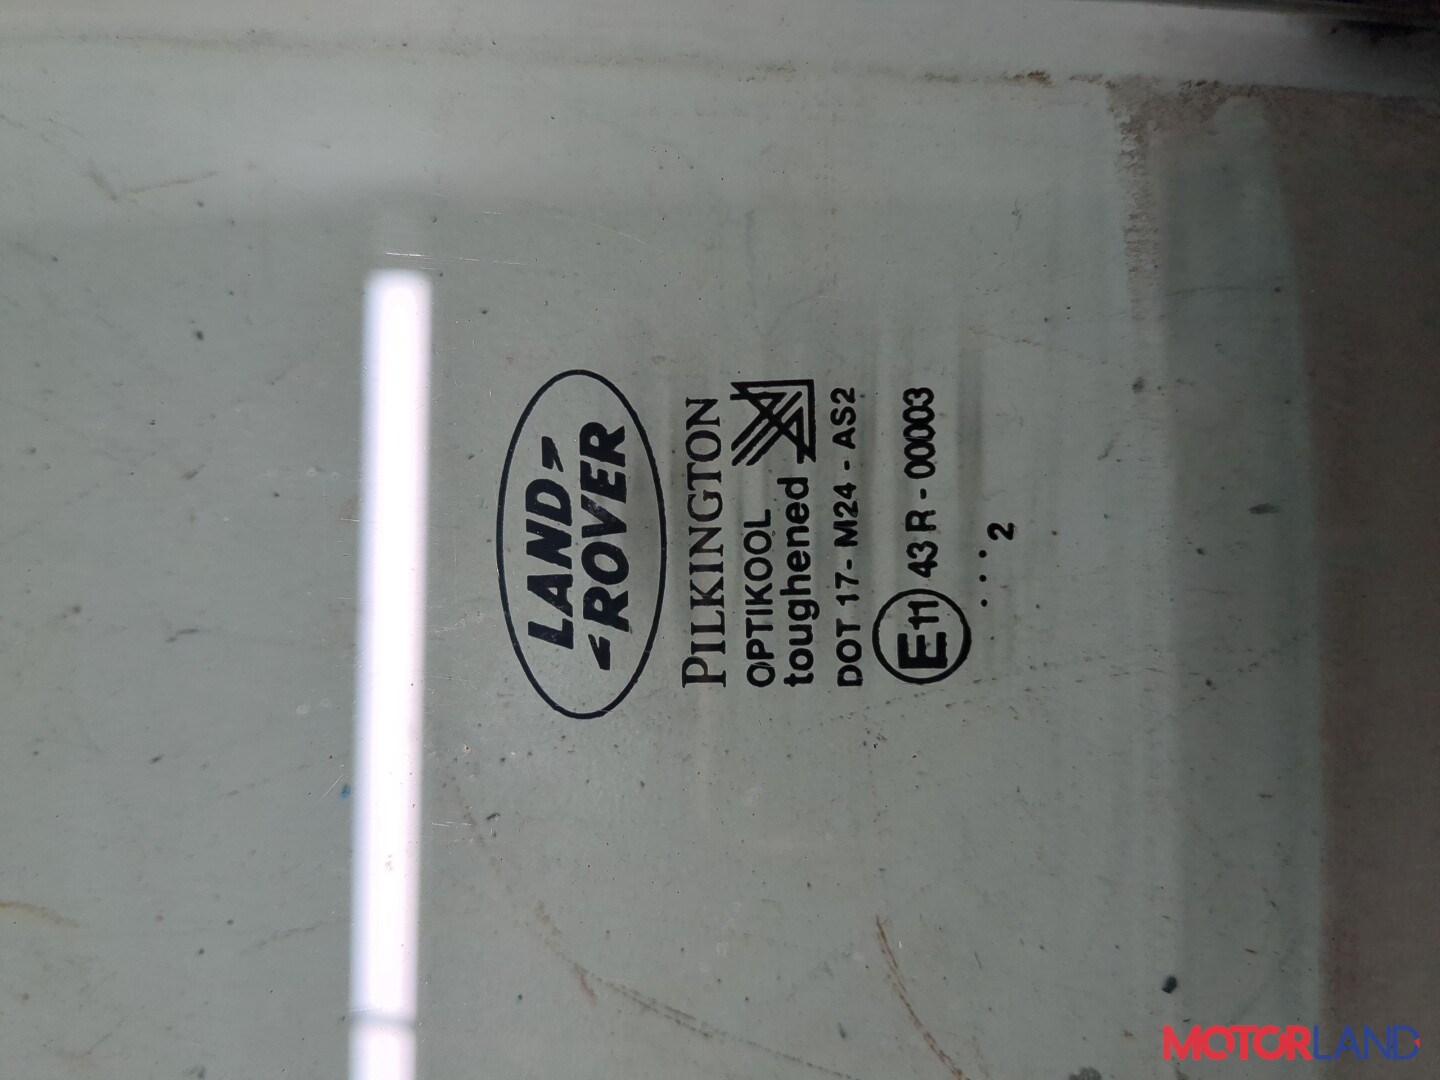 LAND
ROVER
PILKINGTON
OPTIKOOL
toughened
DOT 17- M24 - AS2
E11 43 R - 00003
. . . 2
MOTORLAND